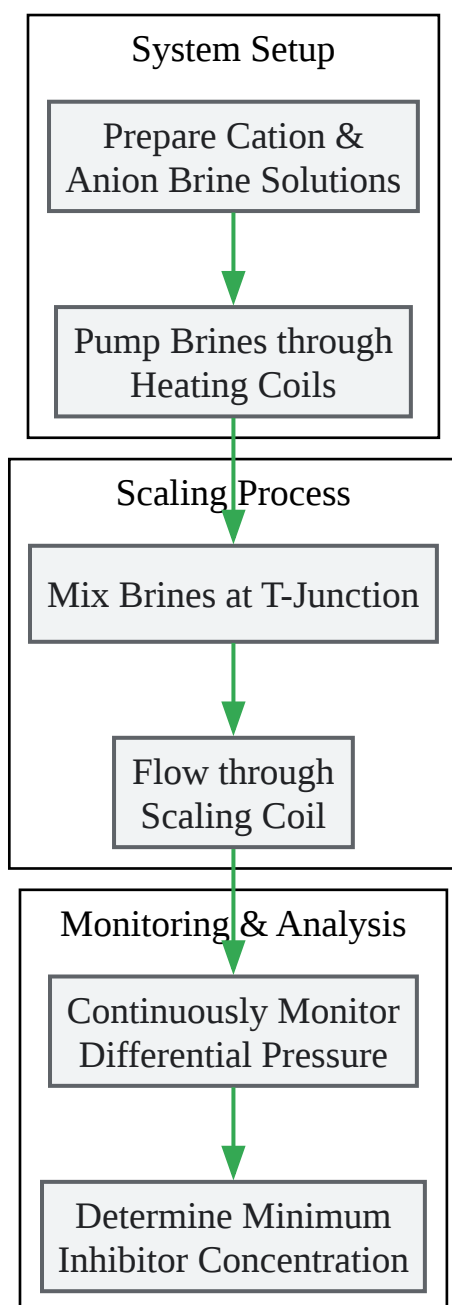 System Setup
Prepare Cation &
Anion Brine Solutions
Pump Brines through
Heating Coils
Scaling Process
Mix Brines at T-Junction
Flow through
Scaling Coil
Monitoring & Analysis
Continuously Monitor
Differential Pressure
Determine Minimum
Inhibitor Concentration